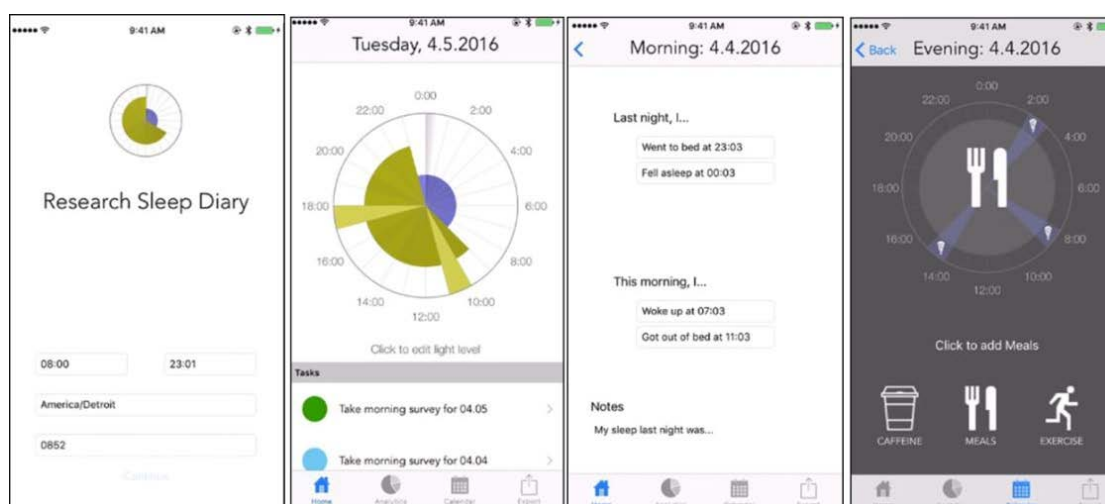 9:41 AM
Research Sleep Diary
08:00
23:01
America/Detroit
0852
Continue
9:41 AM
Tuesday, 4.5.2016
0:00
2:00
4:00
6:00
8:00
10:00
12:00
14:00
16:00
18:00
20:00
22:00
Click to edit light level
Tasks
Take morning survey for 04.05
Take morning survey for 04.04
Home
Analytics
Calendar
Export
9:41 AM
Morning: 4.4.2016
Last night, I...
Went to bed at 23:03
Fell asleep at 00:03
This morning, I...
Woke up at 07:03
Got out of bed at 11:03
Notes
My sleep last night was...
9:41 AM
Back
Evening: 4.4.2016
0:00
2:00
4:00
6:00
8:00
10:00
12:00
14:00
16:00
18:00
20:00
22:00
Click to add Meals
CAFFEINE
MEALS
EXERCISE